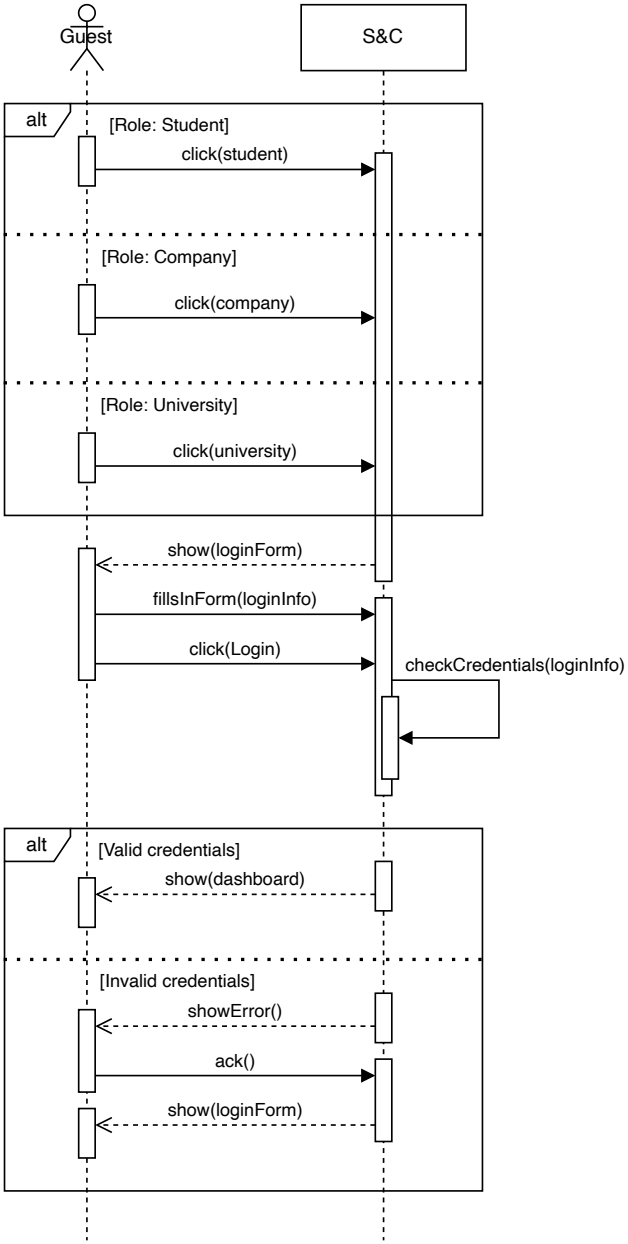 Guest
S&C
alt
[Role: Student]
click(student)
[Role: Company]
click(company)
[Role: University]
click(university)
show(loginForm)
fillsInForm(loginInfo)
click(Login)
checkCredentials(loginInfo)
alt
[Valid credentials]
show(dashboard)
[Invalid credentials]
showError()
ack()
show(loginForm)